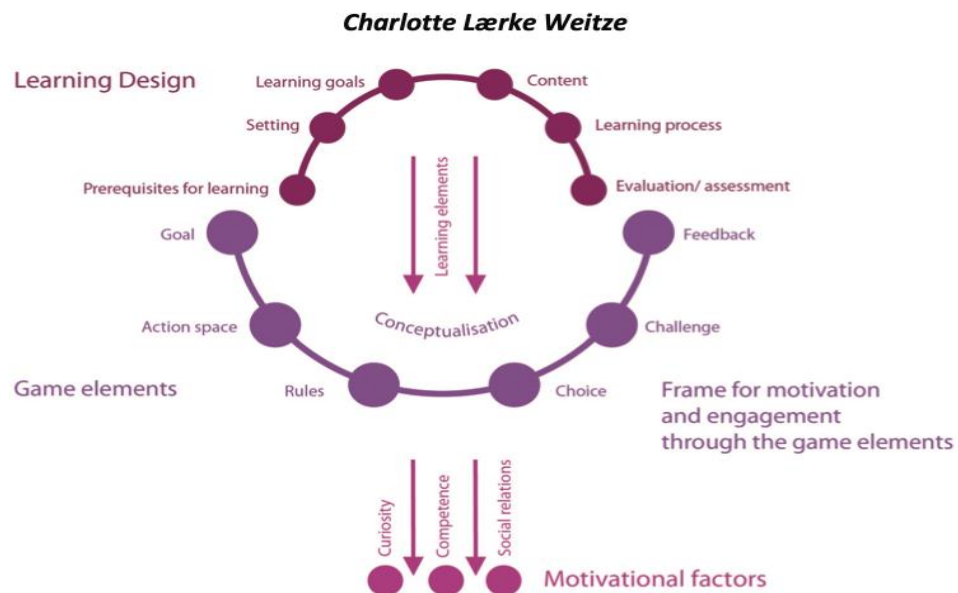 Charlotte Lærke Weitze
Learning Design
Learning goals
Content
Setting
Learning process
Prerequisites for learning
Evaluation/ assessment
Learning elements
Goal
Feedback
Action space
Conceptualisation
Challenge
Game elements
Rules
Choice
Frame for motivation
and engagement
through the game elements
Curiosity
Competence
Social relations
Motivational factors